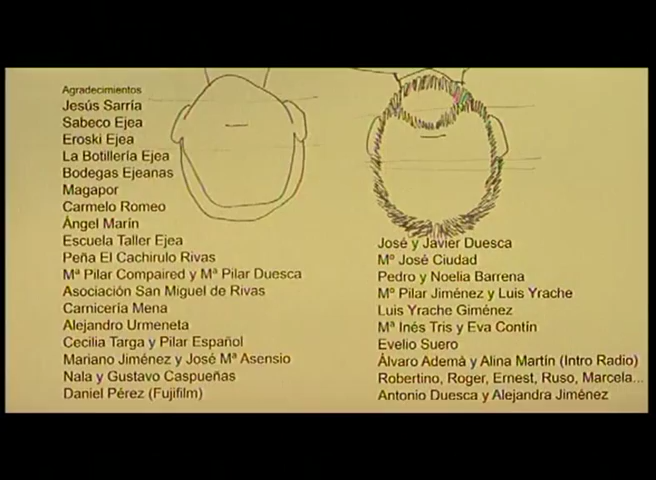 Agradecimientos
Jesús Sarría
Sabeco Ejea
Eroski Ejea
La Botillería Ejea
Bodegas Ejeanas
Magapor
Carmelo Romeo
Ángel Marín
Escuela Taller Ejea
Peña El Cachirulo Rivas
Mª Pilar Compaired y Mª Pilar Duesca
Asociación San Miguel de Rivas
Carnicería Mena
Alejandro Urmeneta
Cecilia Targa y Pilar Español
Mariano Jiménez y José Mª Asensio
Nala y Gustavo Caspueñas
Daniel Pérez (Fujifilm)
José y Javier Duesca
Mª José Ciudad
Pedro y Noelia Barrena
Mº Pilar Jiménez y Luis Yrache
Luis Yrache Giménez
Mª Inés Tris y Eva Contín
Evelio Suero
Álvaro Ademá y Alina Martín (Intro Radio)
Robertino, Roger, Ernest, Ruso, Marcela...
Antonio Duesca y Alejandra Jiménez